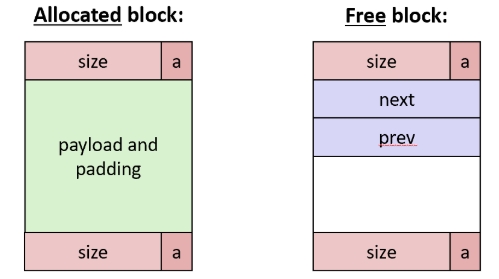 Allocated block:
size a
payload and
padding
size a
Free block:
size a
next
prev
size a